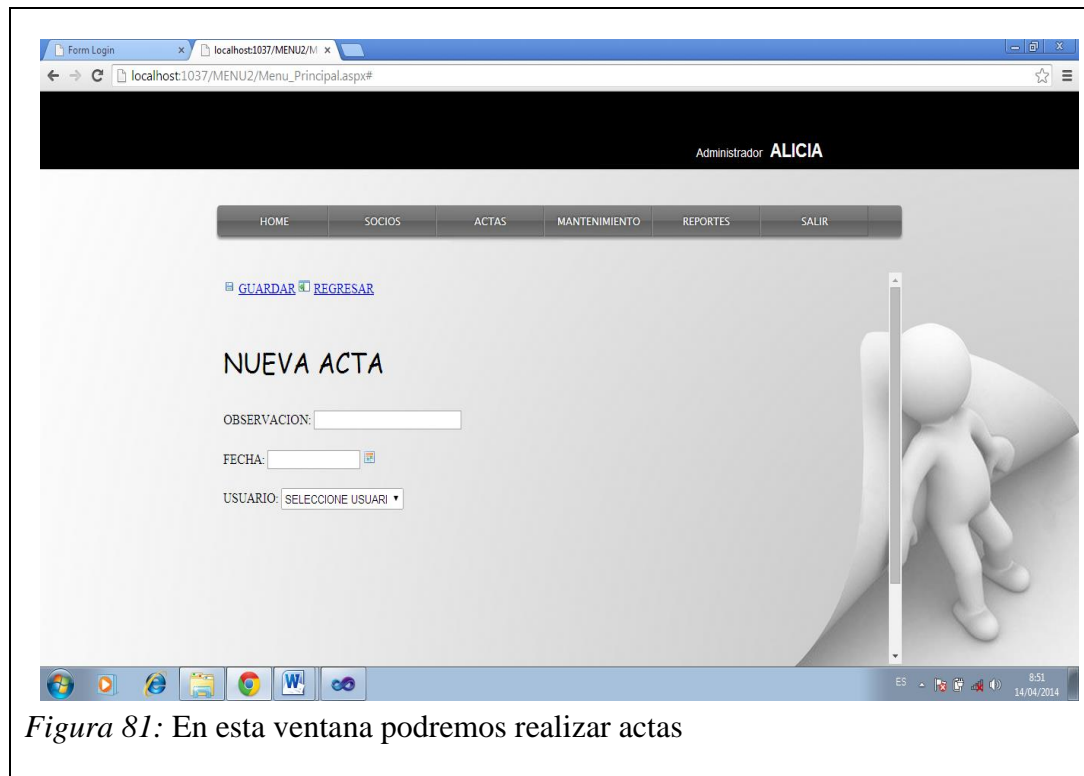 Form Login
localhost:1037/MENU2/M
localhost:1037/MENU2/Menu_Principal.aspx#
Administrador ALICIA
HOME SOCIOS ACTAS MANTENIMIENTO REPORTES SALIR
GUARDAR REGRESAR
NUEVA ACTA
OBSERVACION:
FECHA:
USUARIO: SELECCIONE USUARI
ES 8:51
14/04/2014
Figura 81: En esta ventana podremos realizar actas